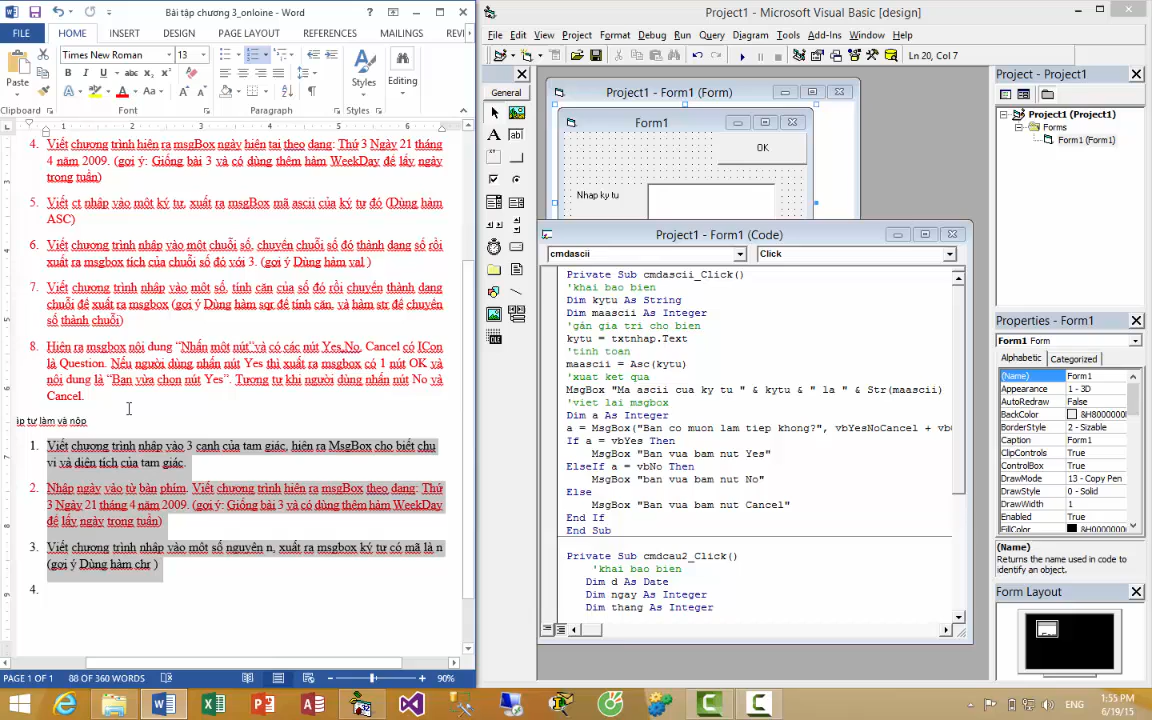 Bài tập chương 3_onloine - Word
FILE HOME INSERT DESIGN PAGE LAYOUT REFERENCES MAILINGS REVI
Times New Roman 13
Paste Styles Editing
Clipboard Font Paragraph Styles
4. Viết chương trình hiện ra msgBox ngày hiện tại theo dạng: Thứ 3 Ngày 21 tháng
4 năm 2009. (gợi ý: Giống bài 3 và có dùng thêm hàm WeekDay để lấy ngày
trong tuần)
5. Viết ct nhập vào một ký tự, xuất ra msgBox mã ascii của ký tự đó (Dùng hàm
ASC)
6. Viết chương trình nhập vào một chuỗi số, chuyển chuỗi số đó thành dạng số rồi
xuất ra msgbox tích của chuỗi số đó với 3. (gợi ý Dùng hàm val )
7. Viết chương trình nhập vào một số, tính căn của số đó rồi chuyển thành dạng
chuỗi để xuất ra msgbox (gợi ý Dùng hàm sqr để tính căn, và hàm str để chuyển
số thành chuỗi)
8. Hiện ra msgbox nội dung “Nhấn một nút“và có các nút Yes,No, Cancel có ICon
là Question. Nếu người dùng nhấn nút Yes thì xuất ra msgbox có 1 nút OK và
nội dung là “Bạn vừa chọn nút Yes”. Tương tự khi người dùng nhấn nút No và
Cancel.
ập tự làm và nôp
1. Viết chương trình nhập vào 3 cạnh của tam giác, hiện ra MsgBox cho biết chu
vi và diện tích của tam giác.
2. Nhập ngày vào từ bàn phím. Viết chương trình hiện ra msgBox theo dạng: Thứ
3 Ngày 21 tháng 4 năm 2009. (gợi ý: Giống bài 3 và có dùng thêm hàm WeekDay
để lấy ngày trong tuần)
3. Viết chương trình nhập vào một số nguyên n, xuất ra msgbox ký tự có mã là n
(gợi ý Dùng hàm chr )
4.
PAGE 1 OF 1 88 OF 360 WORDS 90%
Project1 - Microsoft Visual Basic [design]
File Edit View Project Format Debug Run Query Diagram Tools Add-Ins Window Help
Ln 20, Col 7
General
Project1 - Form1 (Form)
Form1
OK
Nhap ky tu
Project1 - Form1 (Code)
cmdascii Click
Private Sub cmdascii_Click()
'khai bao bien
Dim kytu As String
Dim maascii As Integer
'gán gia tri cho bien
kytu = txtnhap.Text
'tinh toan
maascii = Asc(kytu)
'xuat ket qua
MsgBox "Ma ascii cua ky tu " & kytu & " la " & Str(maascii)
'viet lai msgbox
Dim a As Integer
a = MsgBox("Ban co muon lam tiep khong?", vbYesNoCancel + vb
If a = vbYes Then
MsgBox "Ban vua bam nut Yes"
ElseIf a = vbNo Then
MsgBox "Ban vua bam nut No"
Else
MsgBox "Ban vua bam nut Cancel"
End If
End Sub
Private Sub cmdcau2_Click()
'khai bao bien
Dim d As Date
Dim ngay As Integer
Dim thang As Integer
Project - Project1
Project1 (Project1)
Forms
Form1 (Form1)
Properties - Form1
Form1 Form
Alphabetic Categorized
(Name) Form1
Appearance 1 - 3D
AutoRedraw False
BackColor &H8000000
BorderStyle 2 - Sizable
Caption Form1
ClipControls True
ControlBox True
DrawMode 13 - Copy Pen
DrawStyle 0 - Solid
DrawWidth 1
Enabled True
FillColor &H0000000
(Name)
Returns the name used in code to
identify an object.
Form Layout
ENG
1:55 PM
6/19/15